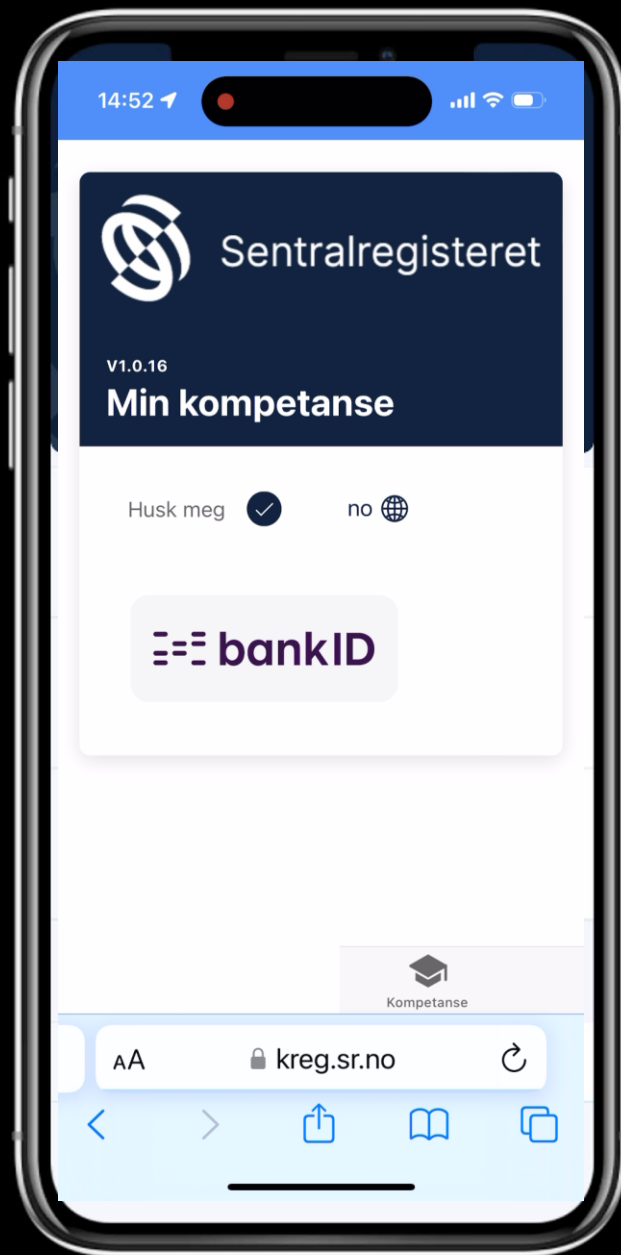 14:52
Sentralregisteret
V1.0.16
Min kompetanse
Husk meg
no
bankID
Kompetanse
AA
kreg.sr.no